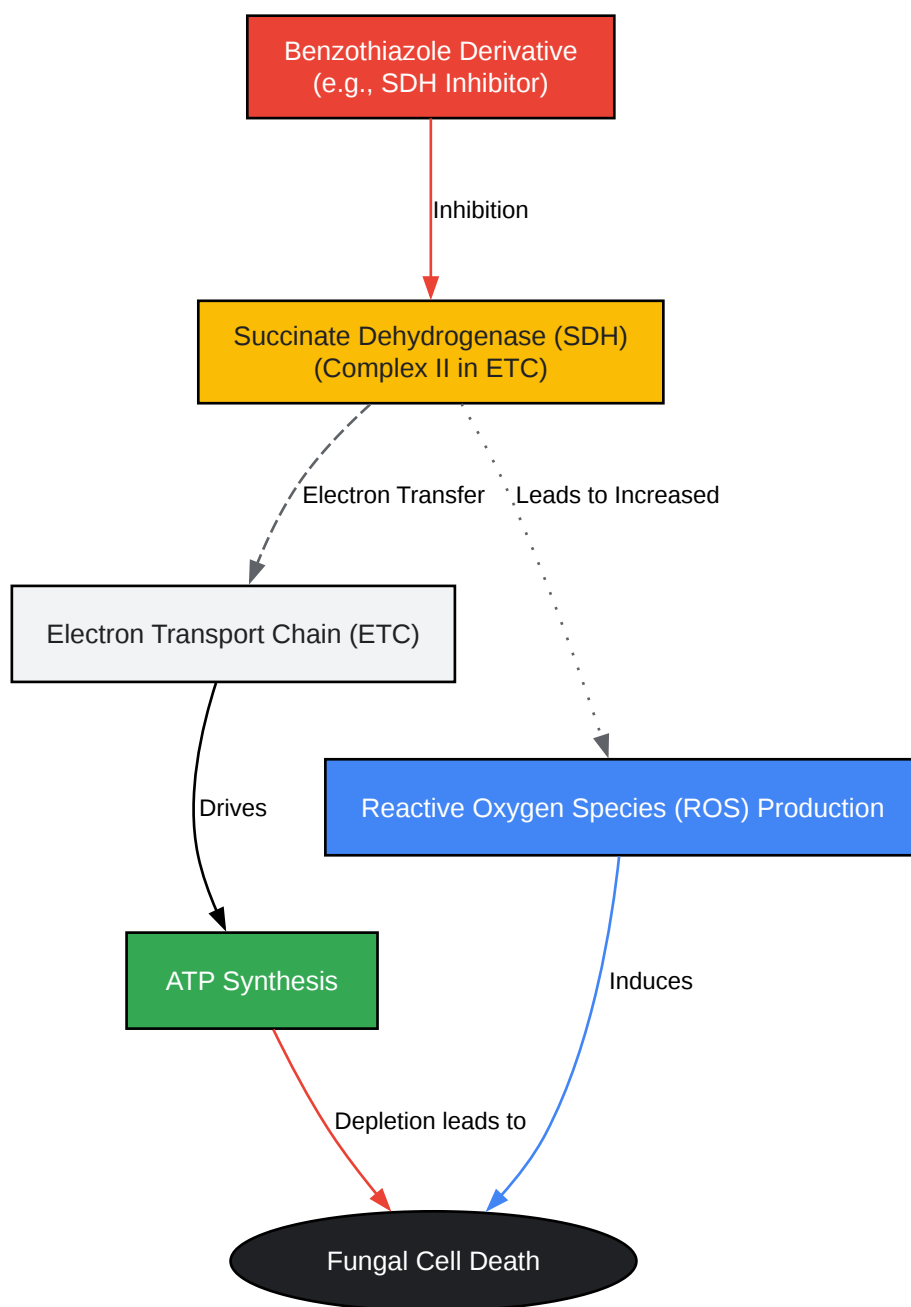 Benzothiazole Derivative
(e.g., SDH Inhibitor)
Inhibition
Succinate Dehydrogenase (SDH)
(Complex II in ETC)
Electron Transfer
Leads to Increased
Electron Transport Chain (ETC)
Drives
Reactive Oxygen Species (ROS) Production
ATP Synthesis
Induces
Depletion leads to
Fungal Cell Death